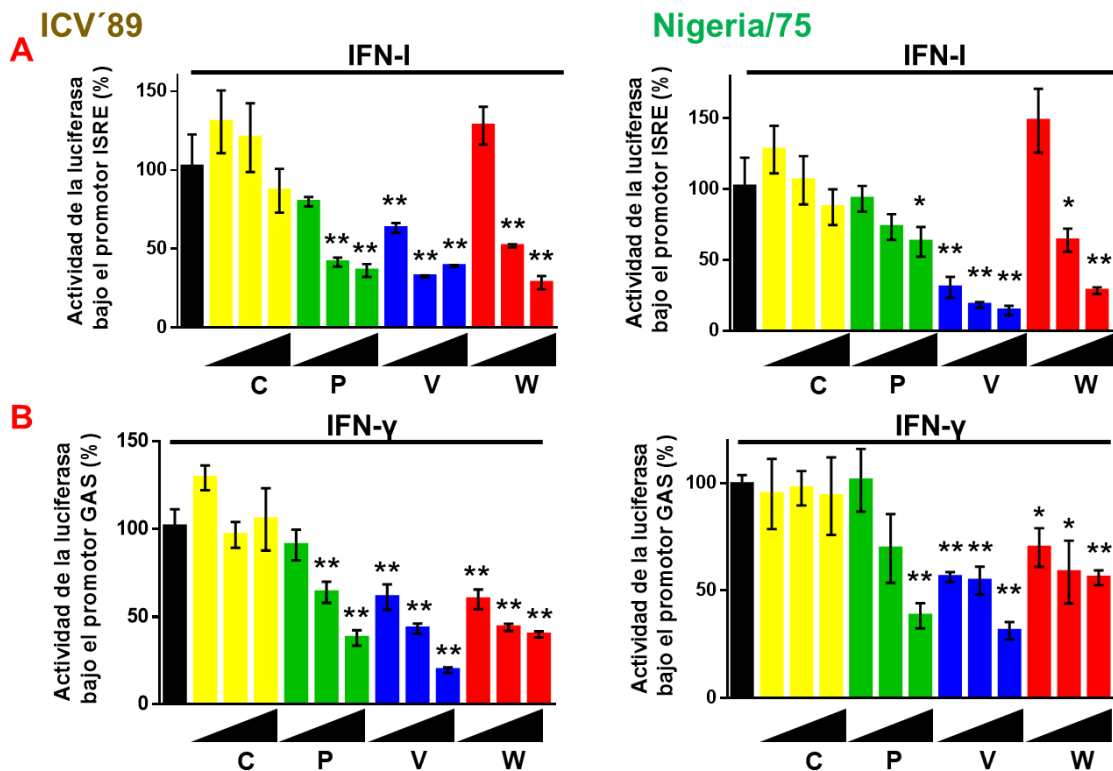 ICV´89
Nigeria/75
A
IFN-I
Actividad de la luciferasa
bajo el promotor ISRE (%)
150
100
50
0
** ** ** ** ** ** **
C P V W
IFN-I
Actividad de la luciferasa
bajo el promotor ISRE (%)
150
100
50
0
* ** ** ** * **
C P V W
B
IFN-γ
Actividad de la luciferasa
bajo el promotor GAS (%)
150
100
50
0
** ** ** ** ** ** ** **
C P V W
IFN-γ
Actividad de la luciferasa
bajo el promotor GAS (%)
100
50
0
** ** ** ** * * **
C P V W